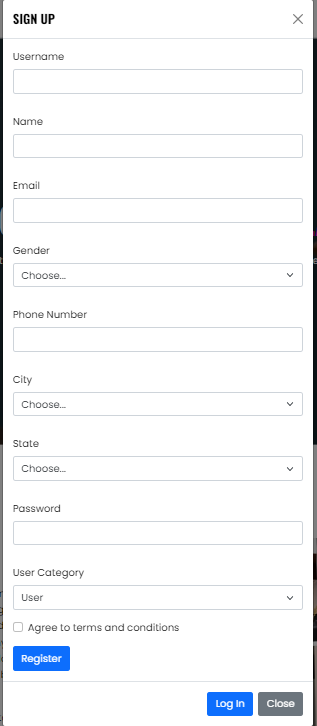 SIGN UP
Username
Name
Email
Gender
Choose...
Phone Number
City
Choose...
State
Choose...
Password
User Category
User
Agree to terms and conditions
Register
Log In Close